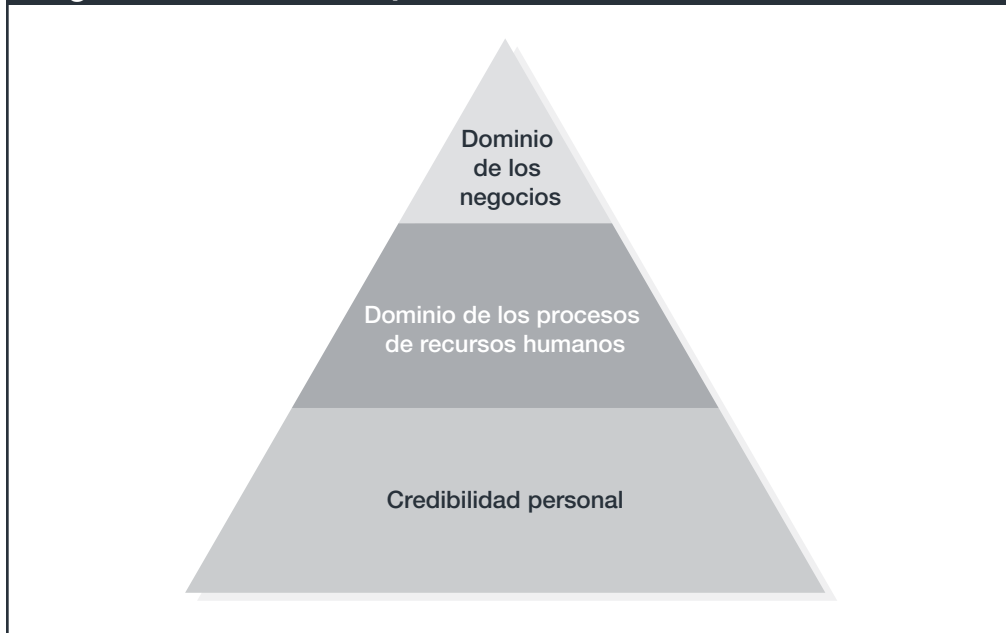 Dominio
de los
negocios
Dominio de los procesos
de recursos humanos
Credibilidad personal